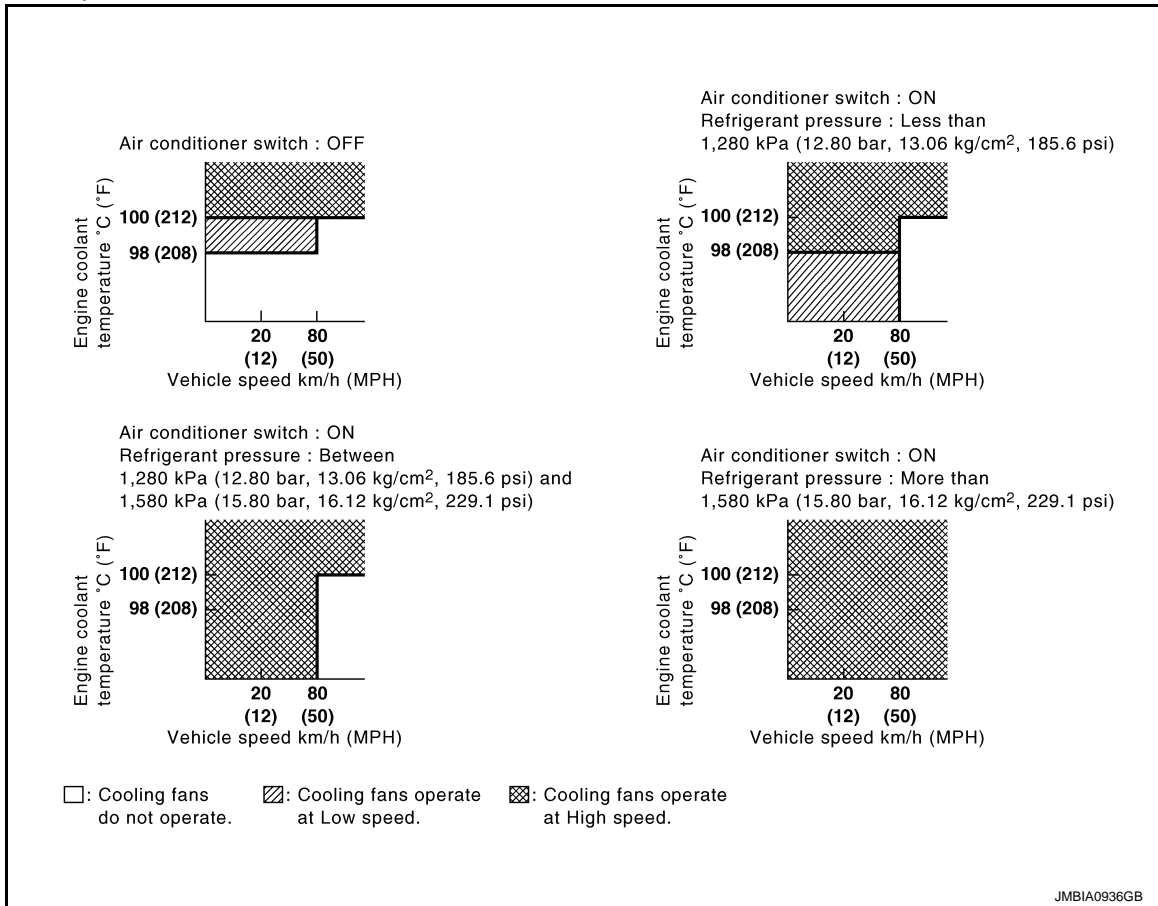 Air conditioner switch : OFF
Engine coolant
temperature °C (°F)
100 (212)
98 (208)
20
(12)
80
(50)
Vehicle speed km/h (MPH)
Air conditioner switch : ON
Refrigerant pressure : Less than
1,280 kPa (12.80 bar, 13.06 kg/cm², 185.6 psi)
Engine coolant
temperature °C (°F)
100 (212)
98 (208)
20
(12)
80
(50)
Vehicle speed km/h (MPH)
Air conditioner switch : ON
Refrigerant pressure : Between
1,280 kPa (12.80 bar, 13.06 kg/cm², 185.6 psi) and
1,580 kPa (15.80 bar, 16.12 kg/cm², 229.1 psi)
Engine coolant
temperature °C (°F)
100 (212)
98 (208)
20
(12)
80
(50)
Vehicle speed km/h (MPH)
Air conditioner switch : ON
Refrigerant pressure : More than
1,580 kPa (15.80 bar, 16.12 kg/cm², 229.1 psi)
Engine coolant
temperature °C (°F)
100 (212)
98 (208)
20
(12)
80
(50)
Vehicle speed km/h (MPH)
: Cooling fans
do not operate.
: Cooling fans operate
at Low speed.
: Cooling fans operate
at High speed.
JMBIA0936GB